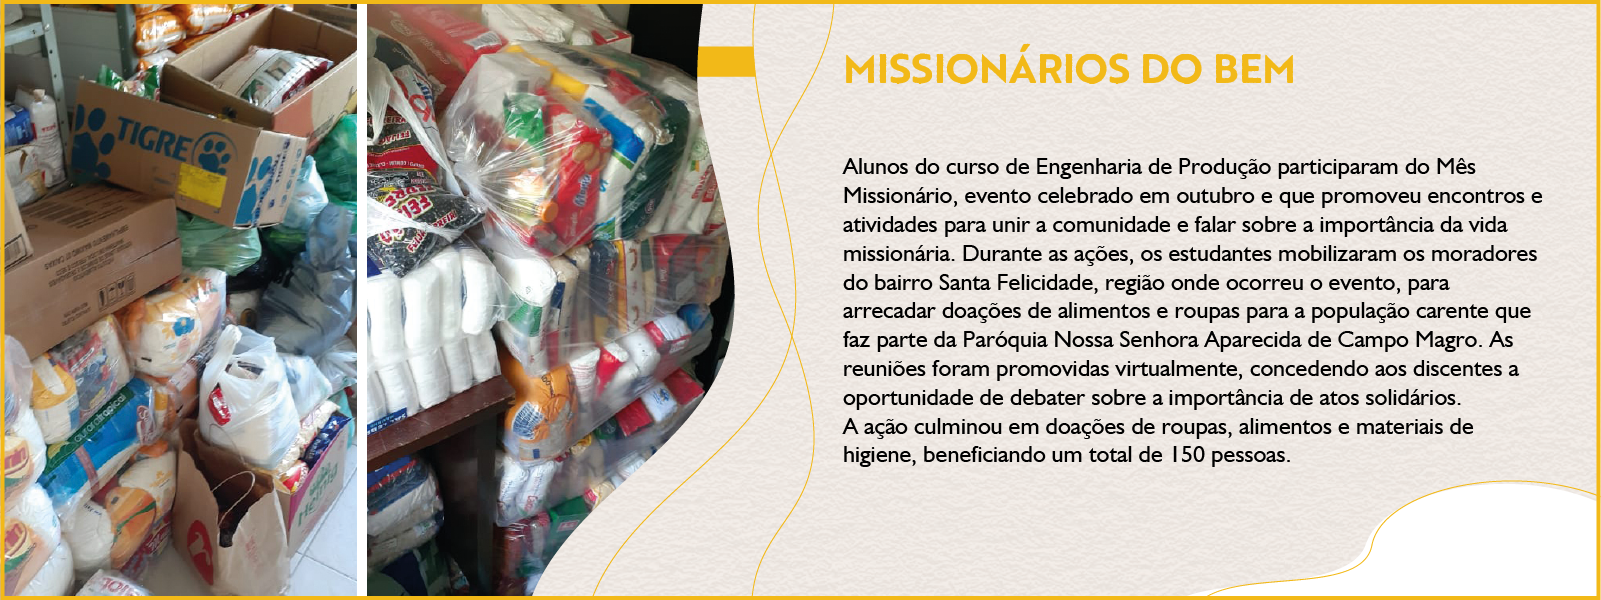 MISSIONÁRIOS DO BEM
Alunos do curso de Engenharia de Produção participaram do Mês
Missionário, evento celebrado em outubro e que promoveu encontros e
atividades para unir a comunidade e falar sobre a importância da vida
missionária. Durante as ações, os estudantes mobilizaram os moradores
do bairro Santa Felicidade, região onde ocorreu o evento, para
arrecadar doações de alimentos e roupas para a população carente que
faz parte da Paróquia Nossa Senhora Aparecida de Campo Magro. As
reuniões foram promovidas virtualmente, concedendo aos discentes a
oportunidade de debater sobre a importância de atos solidários.
A ação culminou em doações de roupas, alimentos e materiais de
higiene, beneficiando um total de 150 pessoas.
TIGRE